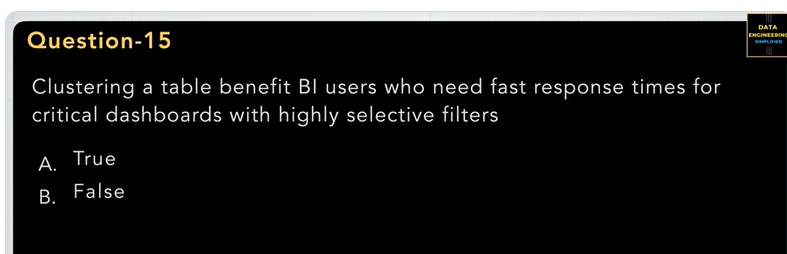 Question-15
DATA
ENGINEERING
SIMPLIFIED
Clustering a table benefit BI users who need fast response times for
critical dashboards with highly selective filters
A. True
B. False